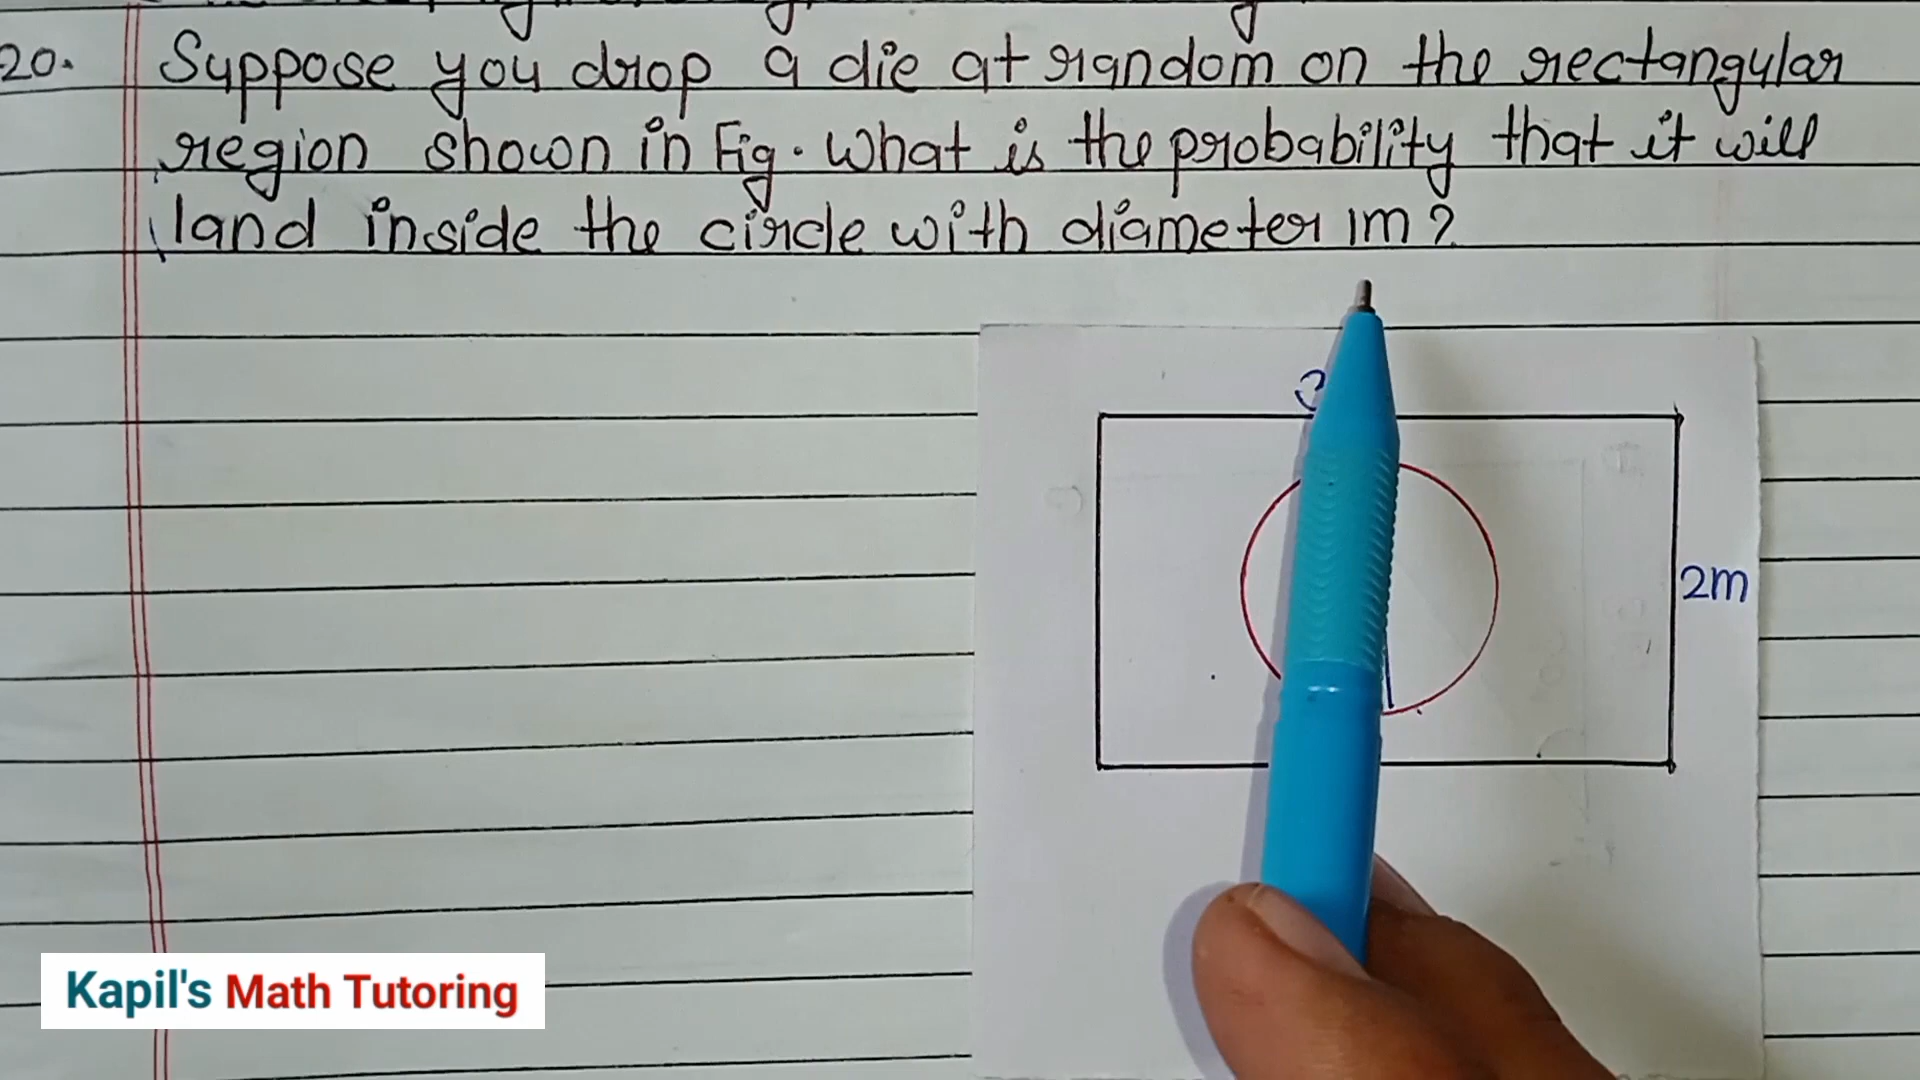 20. Suppose you drop a die at random on the rectangular
region shown in Fig. What is the probability that it will
land inside the circle with diameter 1m?
2m
Kapil's Math Tutoring